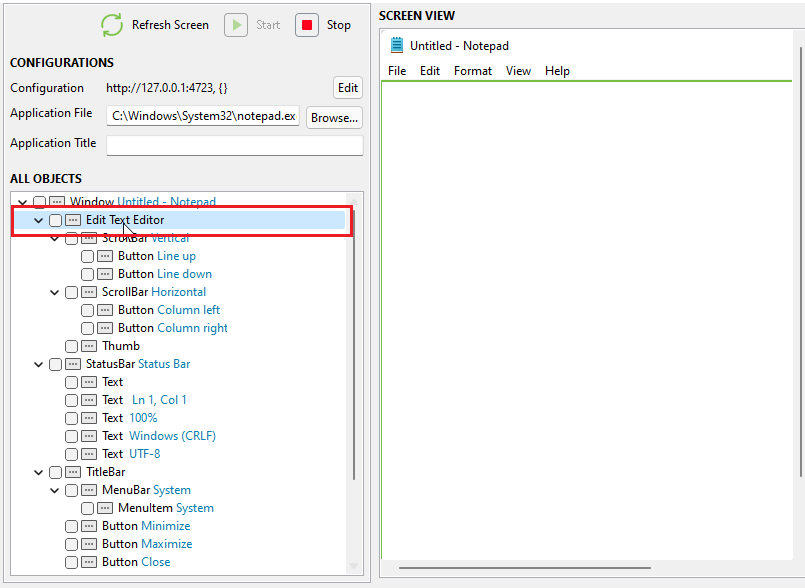 Refresh Screen Start Stop
CONFIGURATIONS
Configuration http://127.0.0.1:4723, {} Edit
Application File C:\Windows\System32\notepad.ex Browse...
Application Title
ALL OBJECTS
Window Untitled - Notepad
Edit Text Editor
ScrollBar Vertical
Button Line up
Button Line down
ScrollBar Horizontal
Button Column left
Button Column right
Thumb
StatusBar Status Bar
Text
Text Ln 1, Col 1
Text 100%
Text Windows (CRLF)
Text UTF-8
TitleBar
MenuBar System
MenuItem System
Button Minimize
Button Maximize
Button Close
SCREEN VIEW
Untitled - Notepad
File Edit Format View Help